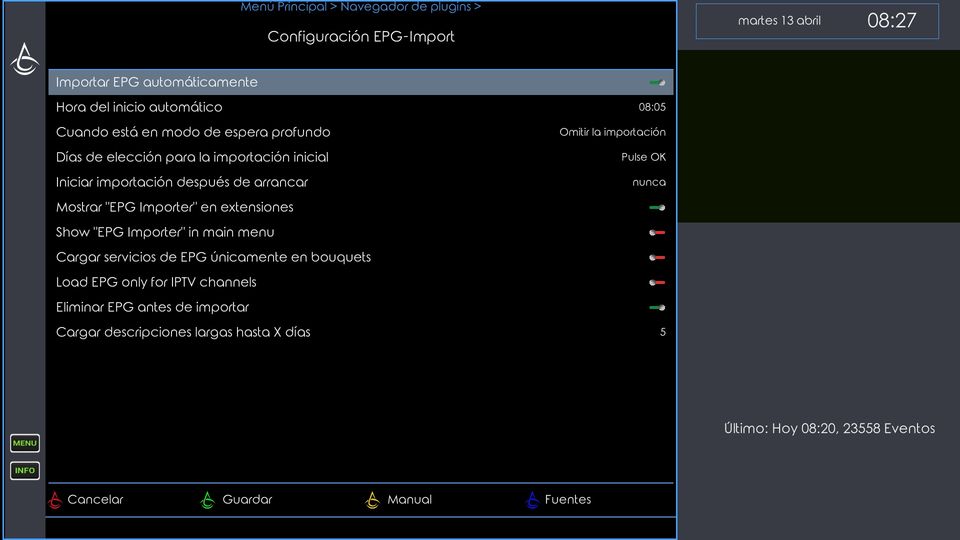 Menú Principal > Navegador de plugins >
Configuración EPG-Import
martes 13 abril 08:27
Importar EPG automáticamente
Hora del inicio automático 08:05
Cuando está en modo de espera profundo Omitir la importación
Días de elección para la importación inicial Pulse OK
Iniciar importación después de arrancar nunca
Mostrar "EPG Importer" en extensiones
Show "EPG Importer" in main menu
Cargar servicios de EPG únicamente en bouquets
Load EPG only for IPTV channels
Eliminar EPG antes de importar
Cargar descripciones largas hasta X días 5
Último: Hoy 08:20, 23558 Eventos
MENU
INFO
Cancelar Guardar Manual Fuentes